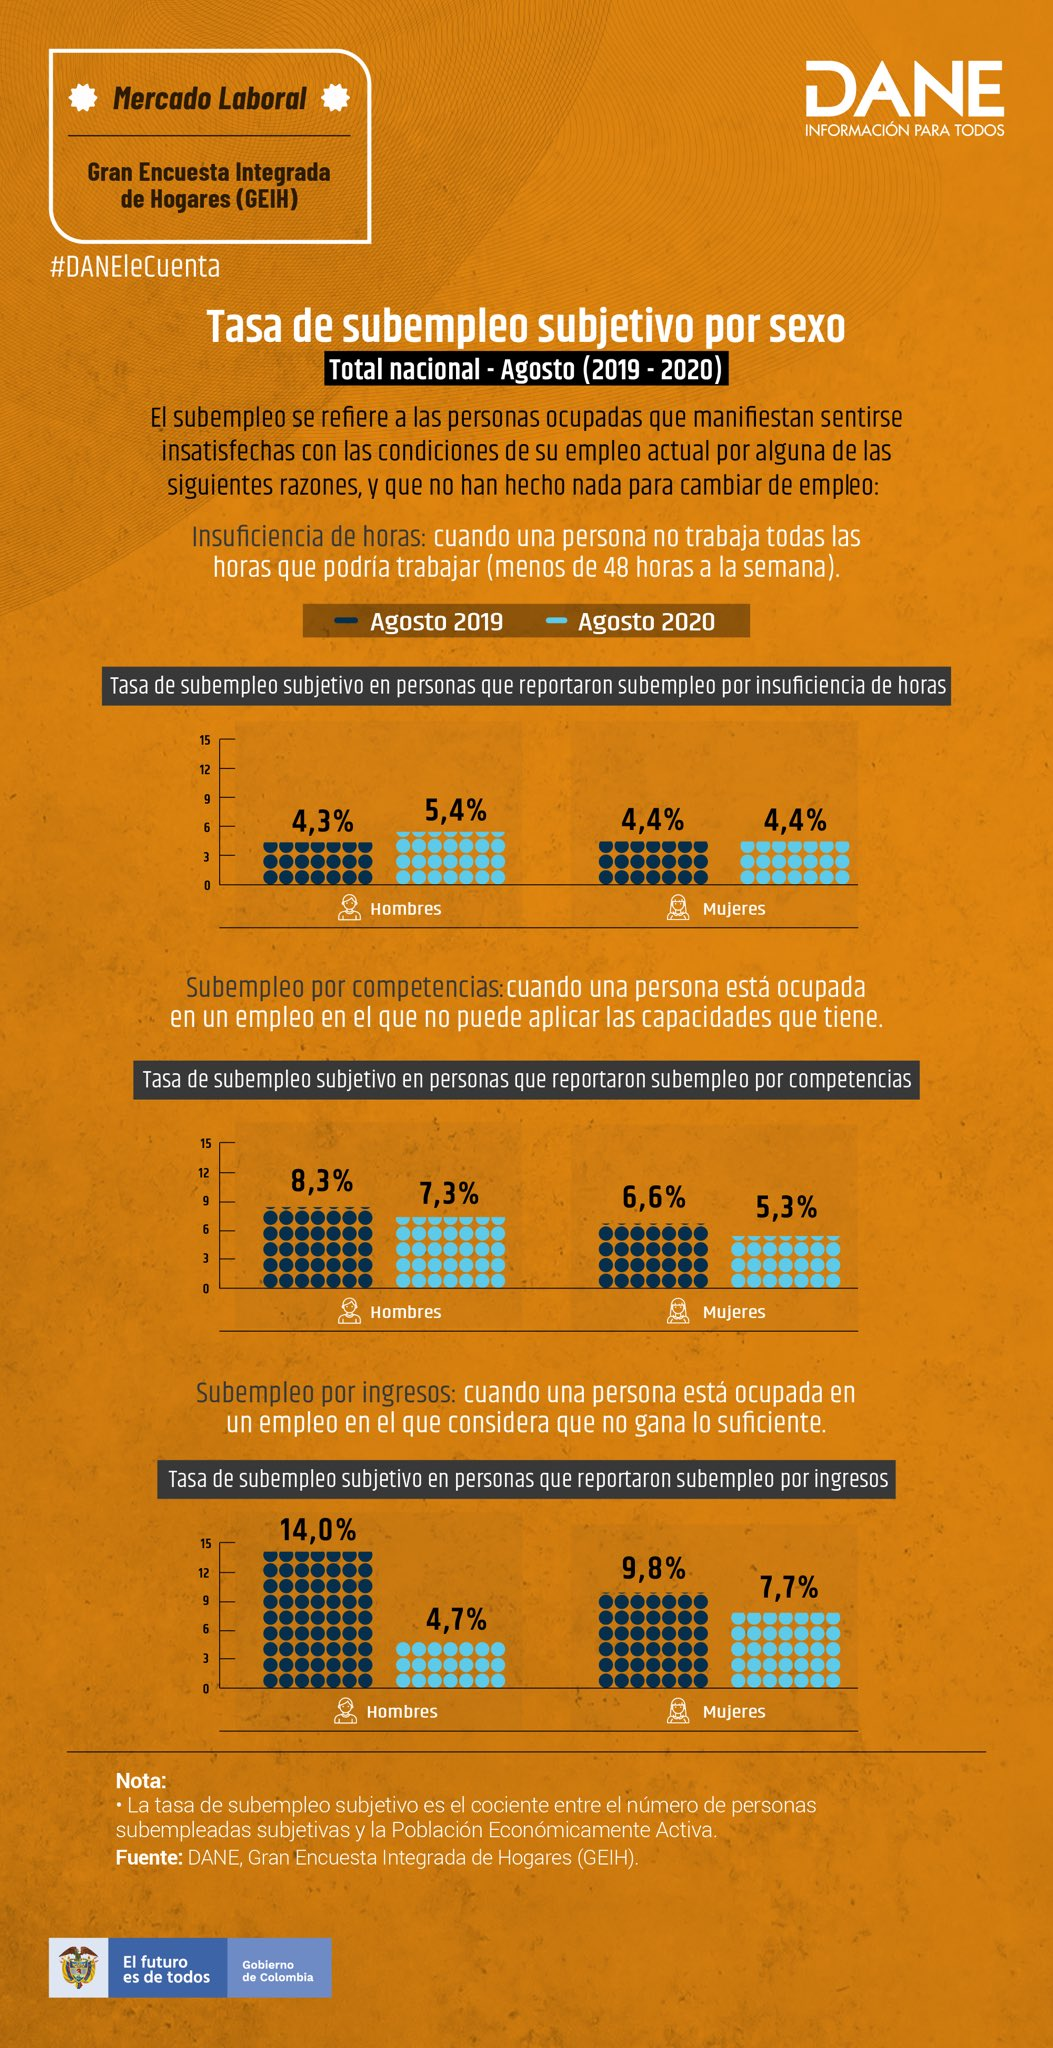 Mercado Laboral
Gran Encuesta Integrada
de Hogares (GEIH)
DANE
INFORMACIÓN PARA TODOS
#DANEleCuenta
Tasa de subempleo subjetivo por sexo
Total nacional - Agosto (2019 - 2020)
El subempleo se refiere a las personas ocupadas que manifiestan sentirse
insatisfechas con las condiciones de su empleo actual por alguna de las
siguientes razones, y que no han hecho nada para cambiar de empleo:
Insuficiencia de horas: cuando una persona no trabaja todas las
horas que podría trabajar (menos de 48 horas a la semana).
Agosto 2019 Agosto 2020
Tasa de subempleo subjetivo en personas que reportaron subempleo por insuficiencia de horas
15
12
9
6
3
0
4,3% 5,4% 4,4% 4,4%
Hombres Mujeres
Subempleo por competencias: cuando una persona está ocupada
en un empleo en el que no puede aplicar las capacidades que tiene.
Tasa de subempleo subjetivo en personas que reportaron subempleo por competencias
15
12
9
6
3
0
8,3% 7,3% 6,6% 5,3%
Hombres Mujeres
Subempleo por ingresos: cuando una persona está ocupada en
un empleo en el que considera que no gana lo suficiente.
Tasa de subempleo subjetivo en personas que reportaron subempleo por ingresos
15
12
9
6
3
0
14,0% 4,7% 9,8% 7,7%
Hombres Mujeres
Nota:
• La tasa de subempleo subjetivo es el cociente entre el número de personas
subempleadas subjetivas y la Población Económicamente Activa.
Fuente: DANE, Gran Encuesta Integrada de Hogares (GEIH).
El futuro
es de todos
Gobierno
de Colombia